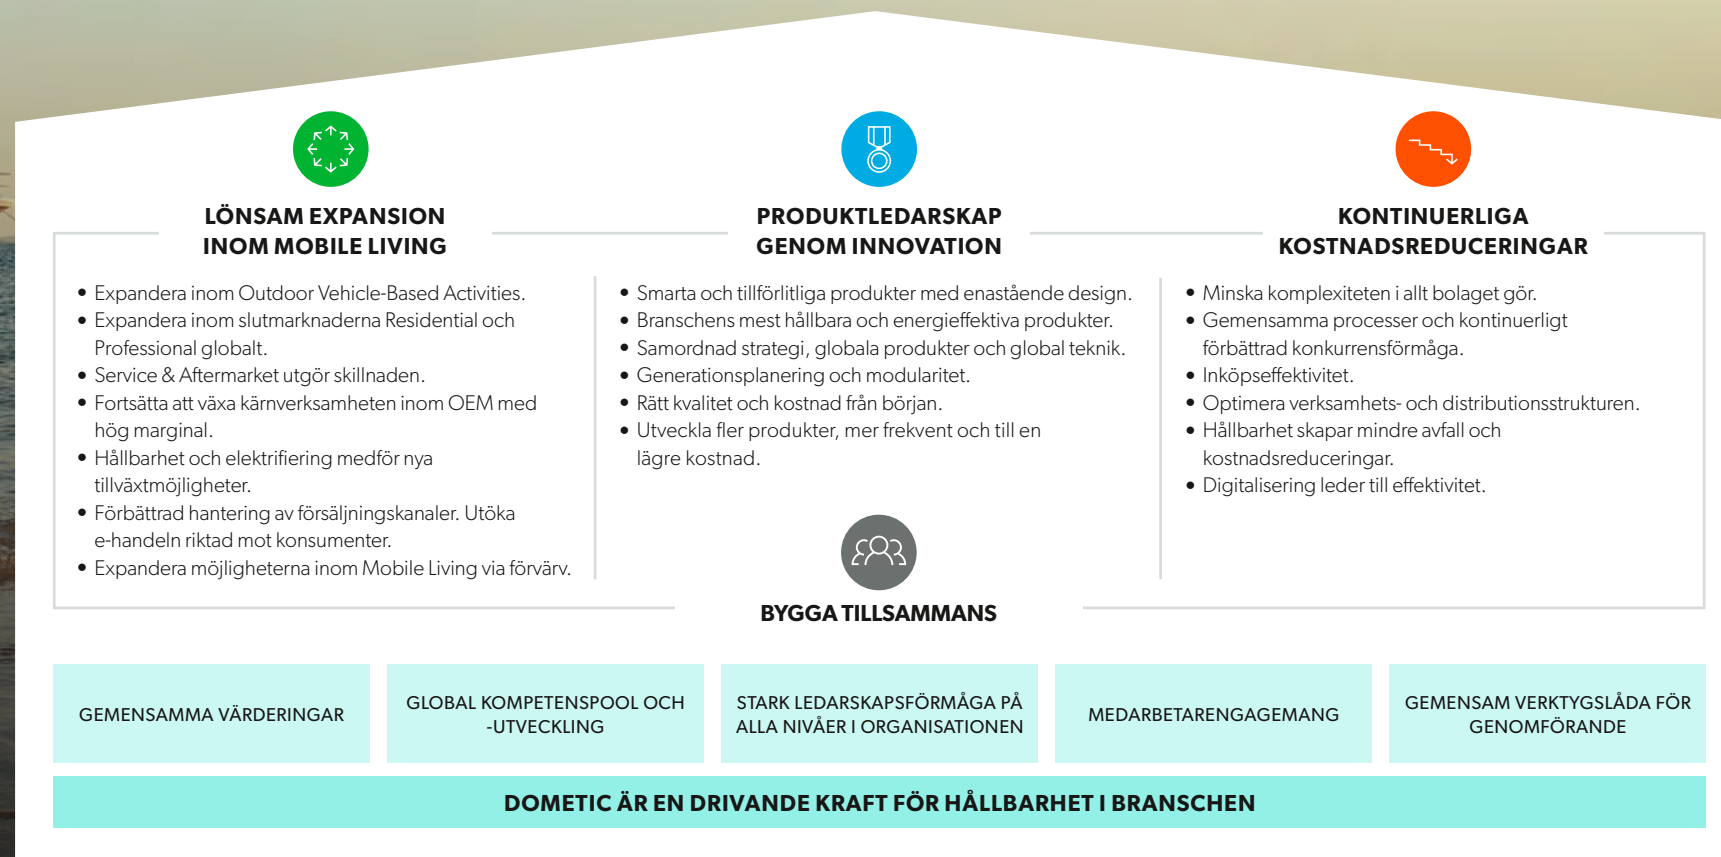 LÖNSAM EXPANSION
INOM MOBILE LIVING
• Expandera inom Outdoor Vehicle-Based Activities.
• Expandera inom slutmarknaderna Residential och
Professional globalt.
• Service & Aftermarket utgör skillnaden.
• Fortsätta att växa kärnverksamheten inom OEM med
hög marginal.
• Hållbarhet och elektrifiering medför nya
tillväxtmöjligheter.
• Förbättrad hantering av försäljningskanaler. Utöka
e-handeln riktad mot konsumenter.
• Expandera möjligheterna inom Mobile Living via förvärv.
PRODUKTLEDARSKAP
GENOM INNOVATION
• Smarta och tillförlitliga produkter med enastående design.
• Branschens mest hållbara och energieffektiva produkter.
• Samordnad strategi, globala produkter och global teknik.
• Generationsplanering och modularitet.
• Rätt kvalitet och kostnad från början.
• Utveckla fler produkter, mer frekvent och till en
lägre kostnad.
KONTINUERLIGA
KOSTNADSREDUCERINGAR
• Minska komplexiteten i allt bolaget gör.
• Gemensamma processer och kontinuerligt
förbättrad konkurrensförmåga.
• Inköpseffektivitet.
• Optimera verksamhets- och distributionsstrukturen.
• Hållbarhet skapar mindre avfall och
kostnadsreduceringar.
• Digitalisering leder till effektivitet.
BYGGA TILLSAMMANS
GEMENSAMMA VÄRDERINGAR
GLOBAL KOMPETENSPOOL OCH
-UTVECKLING
STARK LEDARSKAPSFÖRMÅGA PÅ
ALLA NIVÅER I ORGANISATIONEN
MEDARBETARENGAGEMANG
GEMENSAM VERKTYGSLÅDA FÖR
GENOMFÖRANDE
DOMETIC ÄR EN DRIVANDE KRAFT FÖR HÅLLBARHET I BRANSCHEN